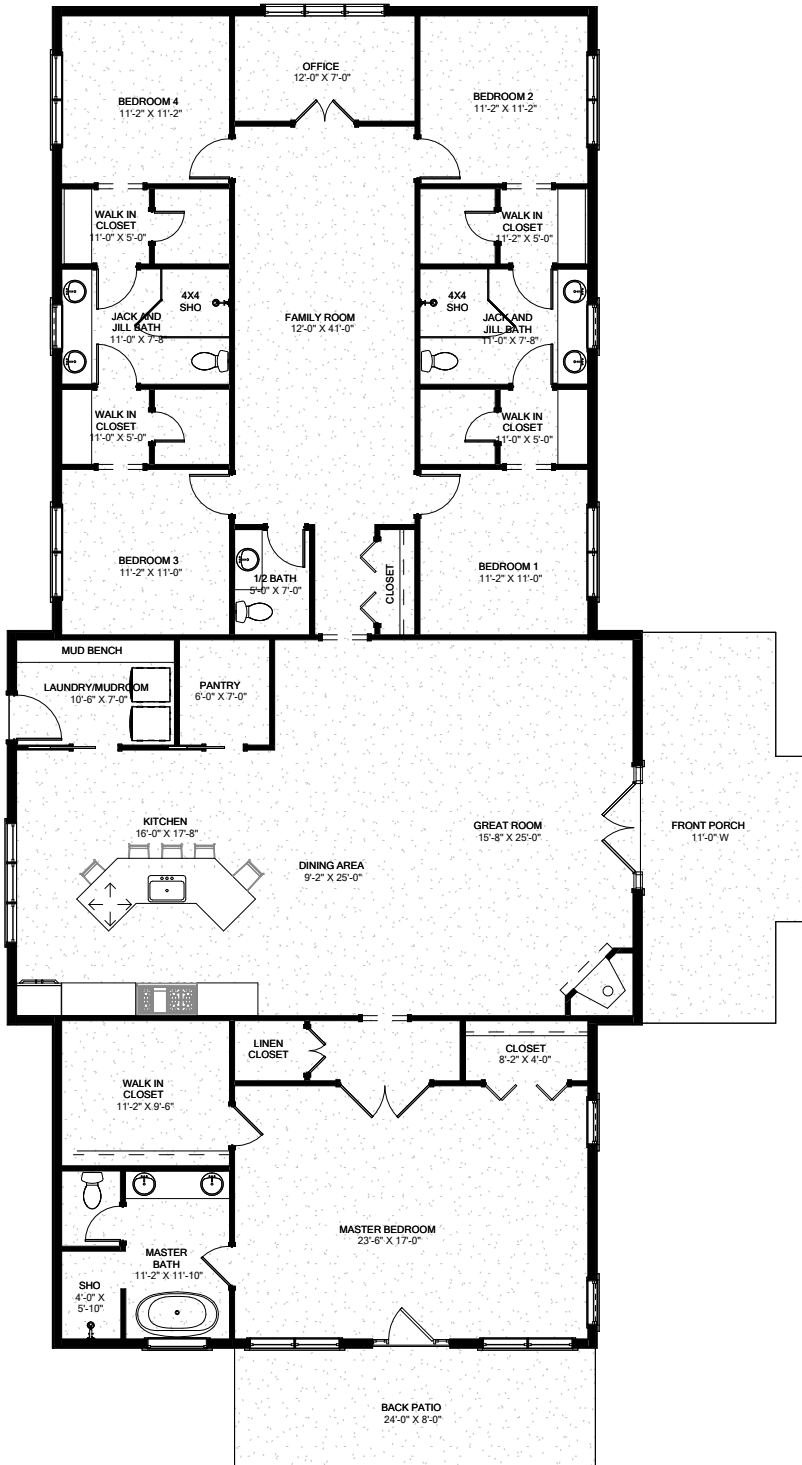 OFFICE
12'-0" X 7'-0"
BEDROOM 4
11'-2" X 11'-2"
BEDROOM 2
11'-2" X 11'-2"
WALK IN
CLOSET
11'-0" X 5'-0"
WALK IN
CLOSET
11'-2" X 5'-0"
4X4
SHO
4X4
SHO
JACK AND
JILL BATH
11'-0" X 7'-8"
FAMILY ROOM
12'-0" X 41'-0"
JACK AND
JILL BATH
11'-0" X 7'-8"
WALK IN
CLOSET
11'-0" X 5'-0"
WALK IN
CLOSET
11'-0" X 5'-0"
BEDROOM 3
11'-2" X 11'-0"
1/2 BATH
5'-0" X 7'-0"
CLOSET
BEDROOM 1
11'-2" X 11'-0"
MUD BENCH
LAUNDRY/MUDROOM
10'-6" X 7'-0"
PANTRY
6'-0" X 7'-0"
KITCHEN
16'-0" X 17'-8"
GREAT ROOM
15'-8" X 25'-0"
FRONT PORCH
11'-0" W
DINING AREA
9'-2" X 25'-0"
LINEN
CLOSET
CLOSET
8'-2" X 4'-0"
WALK IN
CLOSET
11'-2" X 9'-6"
MASTER BEDROOM
23'-6" X 17'-0"
MASTER
BATH
11'-2" X 11'-10"
SHO
4'-0" X
5'-10"
BACK PATIO
24'-0" X 8'-0"